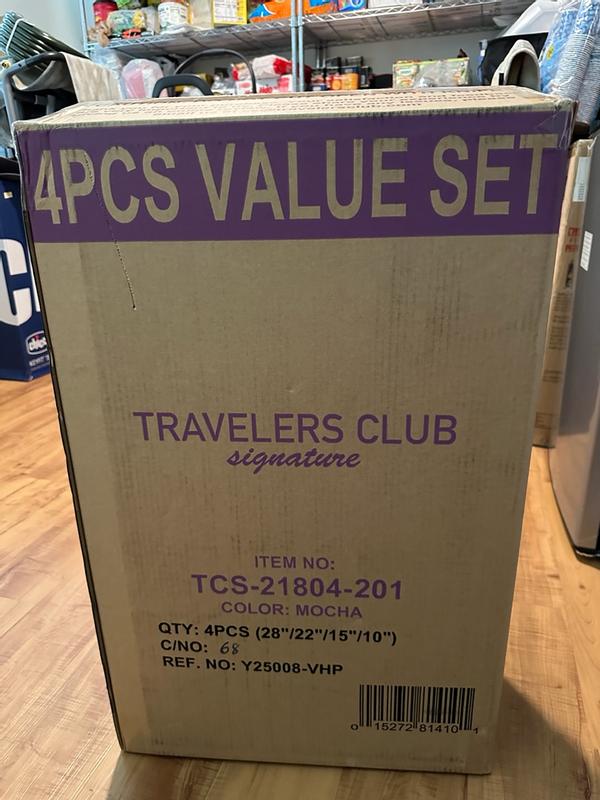 4PCS VALUE SET
TRAVELERS CLUB
signature
ITEM NO:
TCS-21804-201
COLOR: MOCHA
QTY: 4PCS (28"/22"/15"/10")
C/NO: 68
REF. NO: Y25008-VHP
0 15272 81410 1
chicco